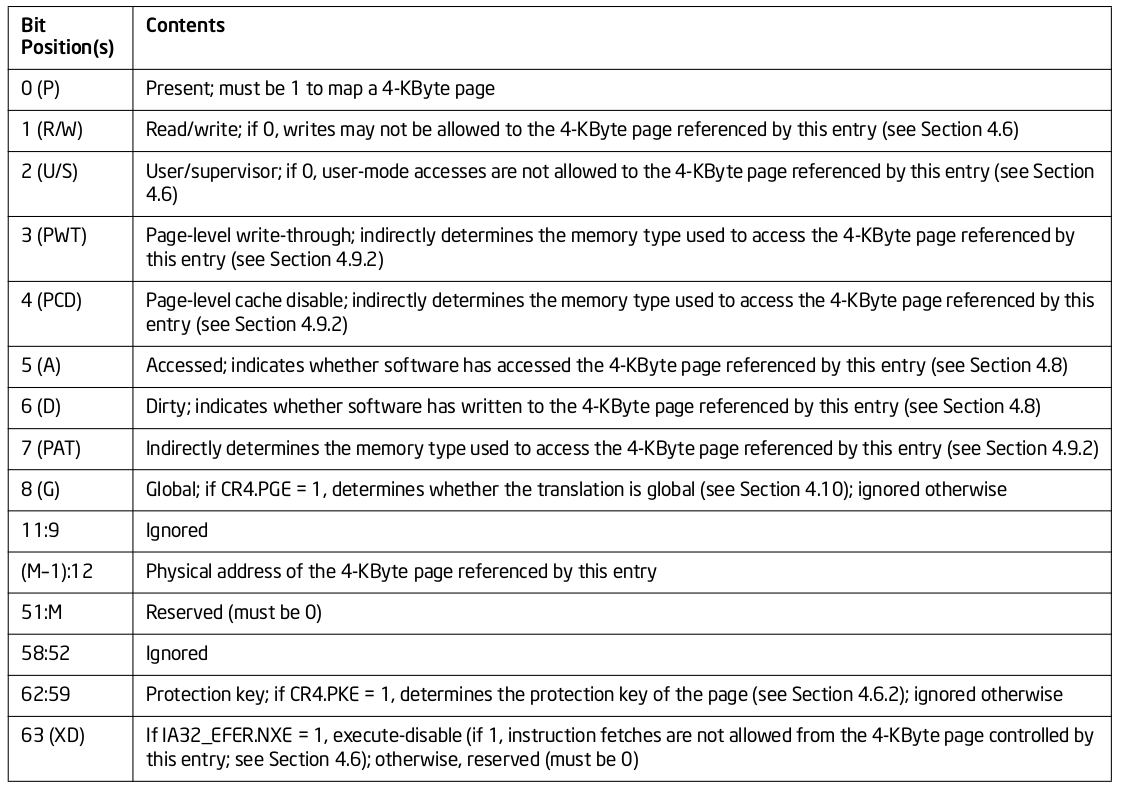 Bit
Position(s)
Contents
0 (P)
Present; must be 1 to map a 4-KByte page
1 (R/W)
Read/write; if 0, writes may not be allowed to the 4-KByte page referenced by this entry (see Section 4.6)
2 (U/S)
User/supervisor; if 0, user-mode accesses are not allowed to the 4-KByte page referenced by this entry (see Section
4.6)
3 (PWT)
Page-level write-through; indirectly determines the memory type used to access the 4-KByte page referenced by
this entry (see Section 4.9.2)
4 (PCD)
Page-level cache disable; indirectly determines the memory type used to access the 4-KByte page referenced by this
entry (see Section 4.9.2)
5 (A)
Accessed; indicates whether software has accessed the 4-KByte page referenced by this entry (see Section 4.8)
6 (D)
Dirty; indicates whether software has written to the 4-KByte page referenced by this entry (see Section 4.8)
7 (PAT)
Indirectly determines the memory type used to access the 4-KByte page referenced by this entry (see Section 4.9.2)
8 (G)
Global; if CR4.PGE = 1, determines whether the translation is global (see Section 4.10); ignored otherwise
11:9
Ignored
(M–1):12
Physical address of the 4-KByte page referenced by this entry
51:M
Reserved (must be 0)
58:52
Ignored
62:59
Protection key; if CR4.PKE = 1, determines the protection key of the page (see Section 4.6.2); ignored otherwise
63 (XD)
If IA32_EFER.NXE = 1, execute-disable (if 1, instruction fetches are not allowed from the 4-KByte page controlled by
this entry; see Section 4.6); otherwise, reserved (must be 0)